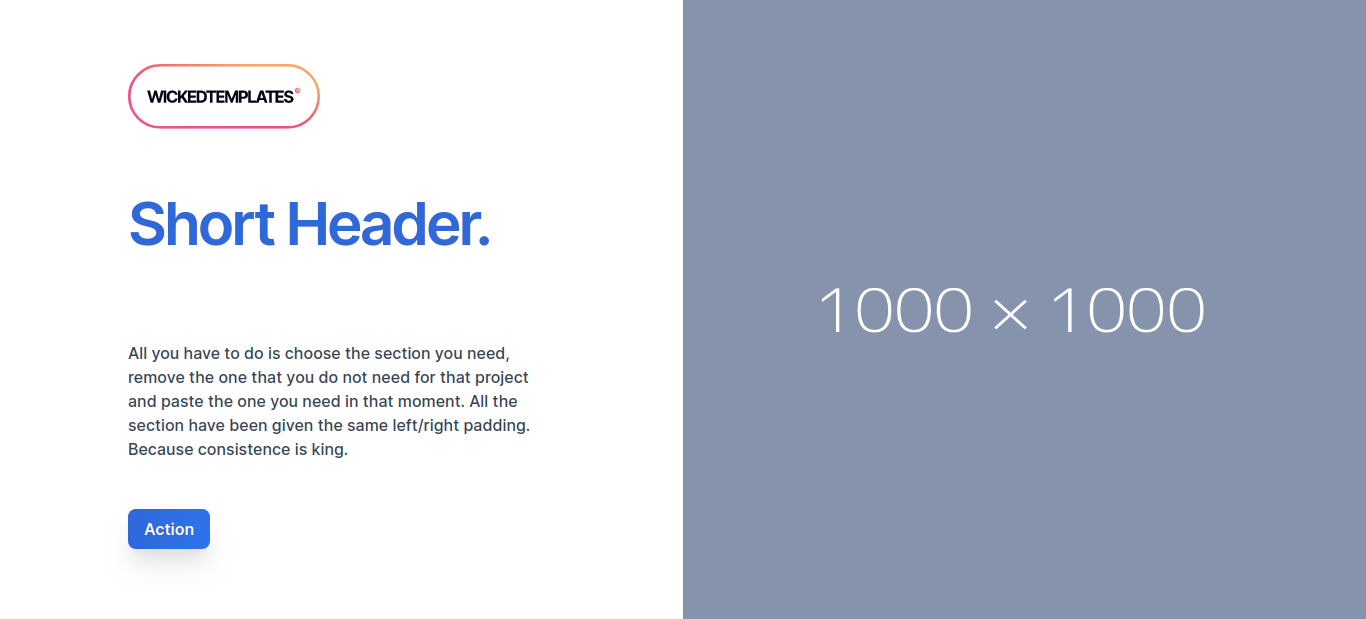 WICKEDTEMPLATES©
Short Header.
All you have to do is choose the section you need,
remove the one that you do not need for that project
and paste the one you need in that moment. All the
section have been given the same left/right padding.
Because consistence is king.
Action
1000 × 1000